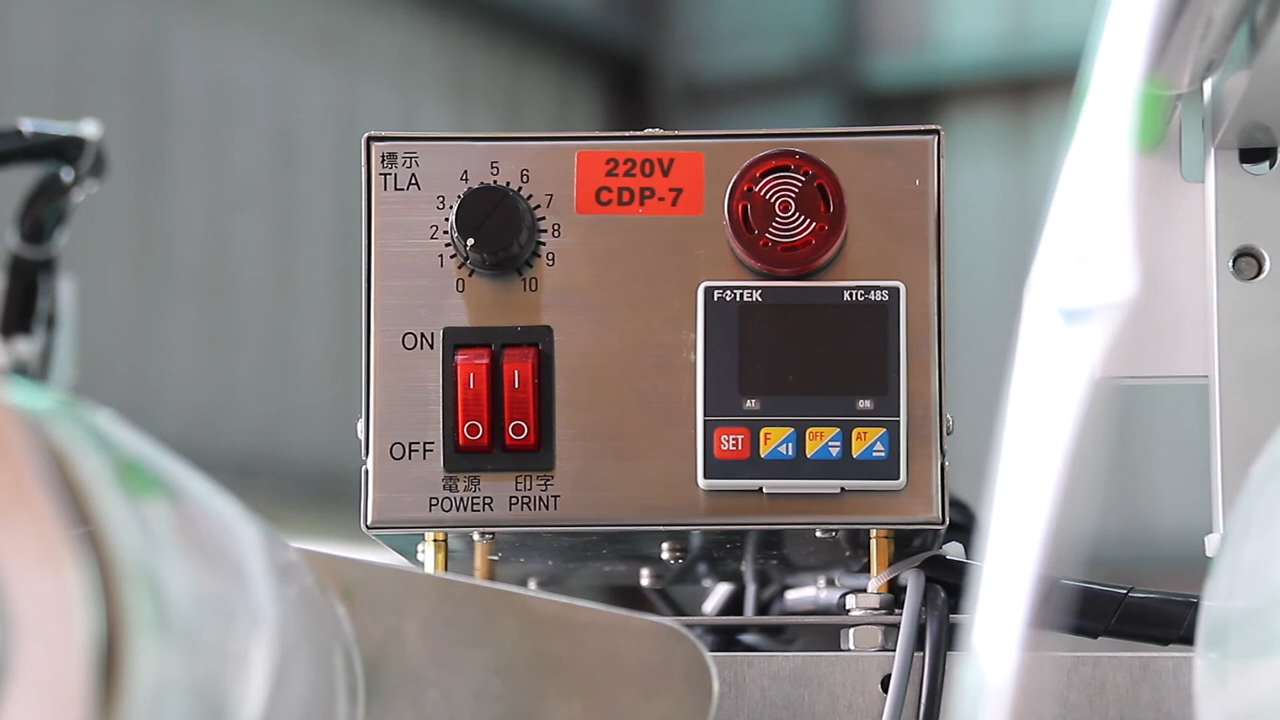 標示
TLA
0
1
2
3
4
5
6
7
8
9
10
220V
CDP-7
ON
OFF
電源
POWER
印字
PRINT
FOTEK
KTC-48S
AT
ON
SET
F
OFF
AT